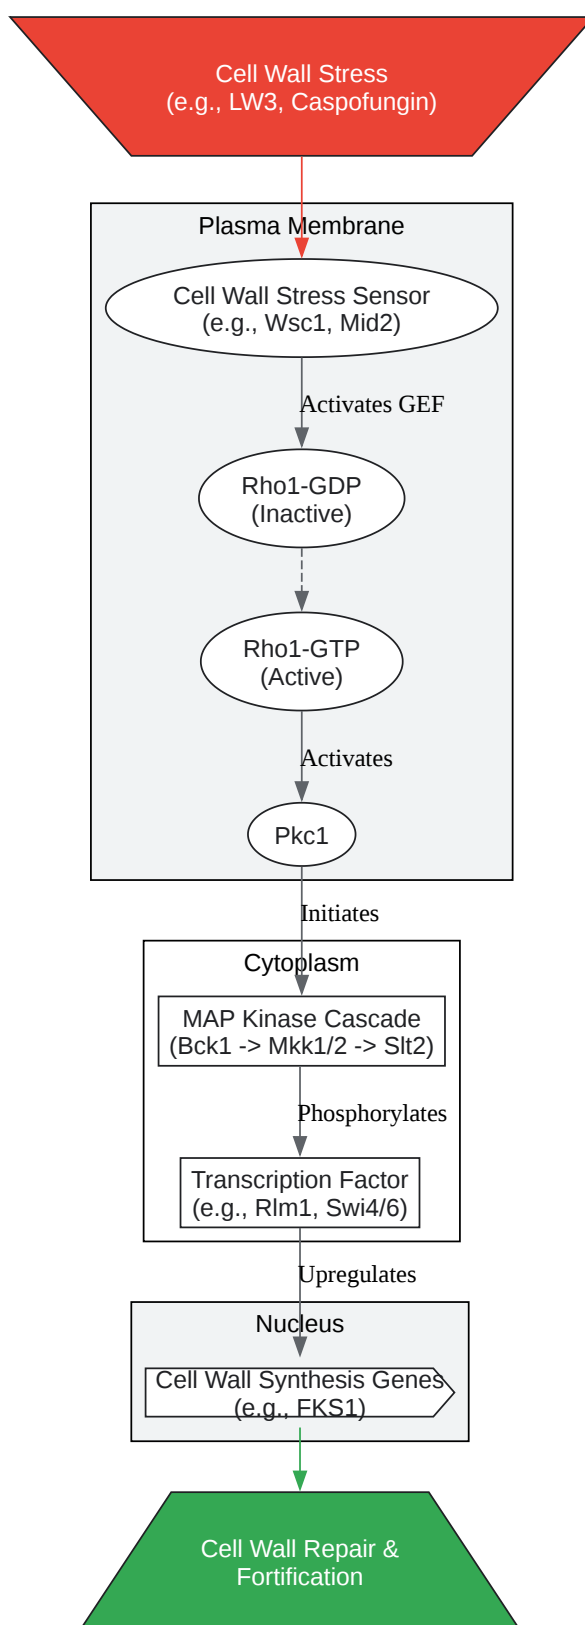 Cell Wall Stress
(e.g., LW3, Caspofungin)
Plasma Membrane
Cell Wall Stress Sensor
(e.g., Wsc1, Mid2)
Activates GEF
Rho1-GDP
(Inactive)
Rho1-GTP
(Active)
Activates
Pkc1
Initiates
Cytoplasm
MAP Kinase Cascade
(Bck1 -> Mkk1/2 -> Slt2)
Phosphorylates
Transcription Factor
(e.g., Rlm1, Swi4/6)
Upregulates
Nucleus
Cell Wall Synthesis Genes
(e.g., FKS1)
Cell Wall Repair &
Fortification